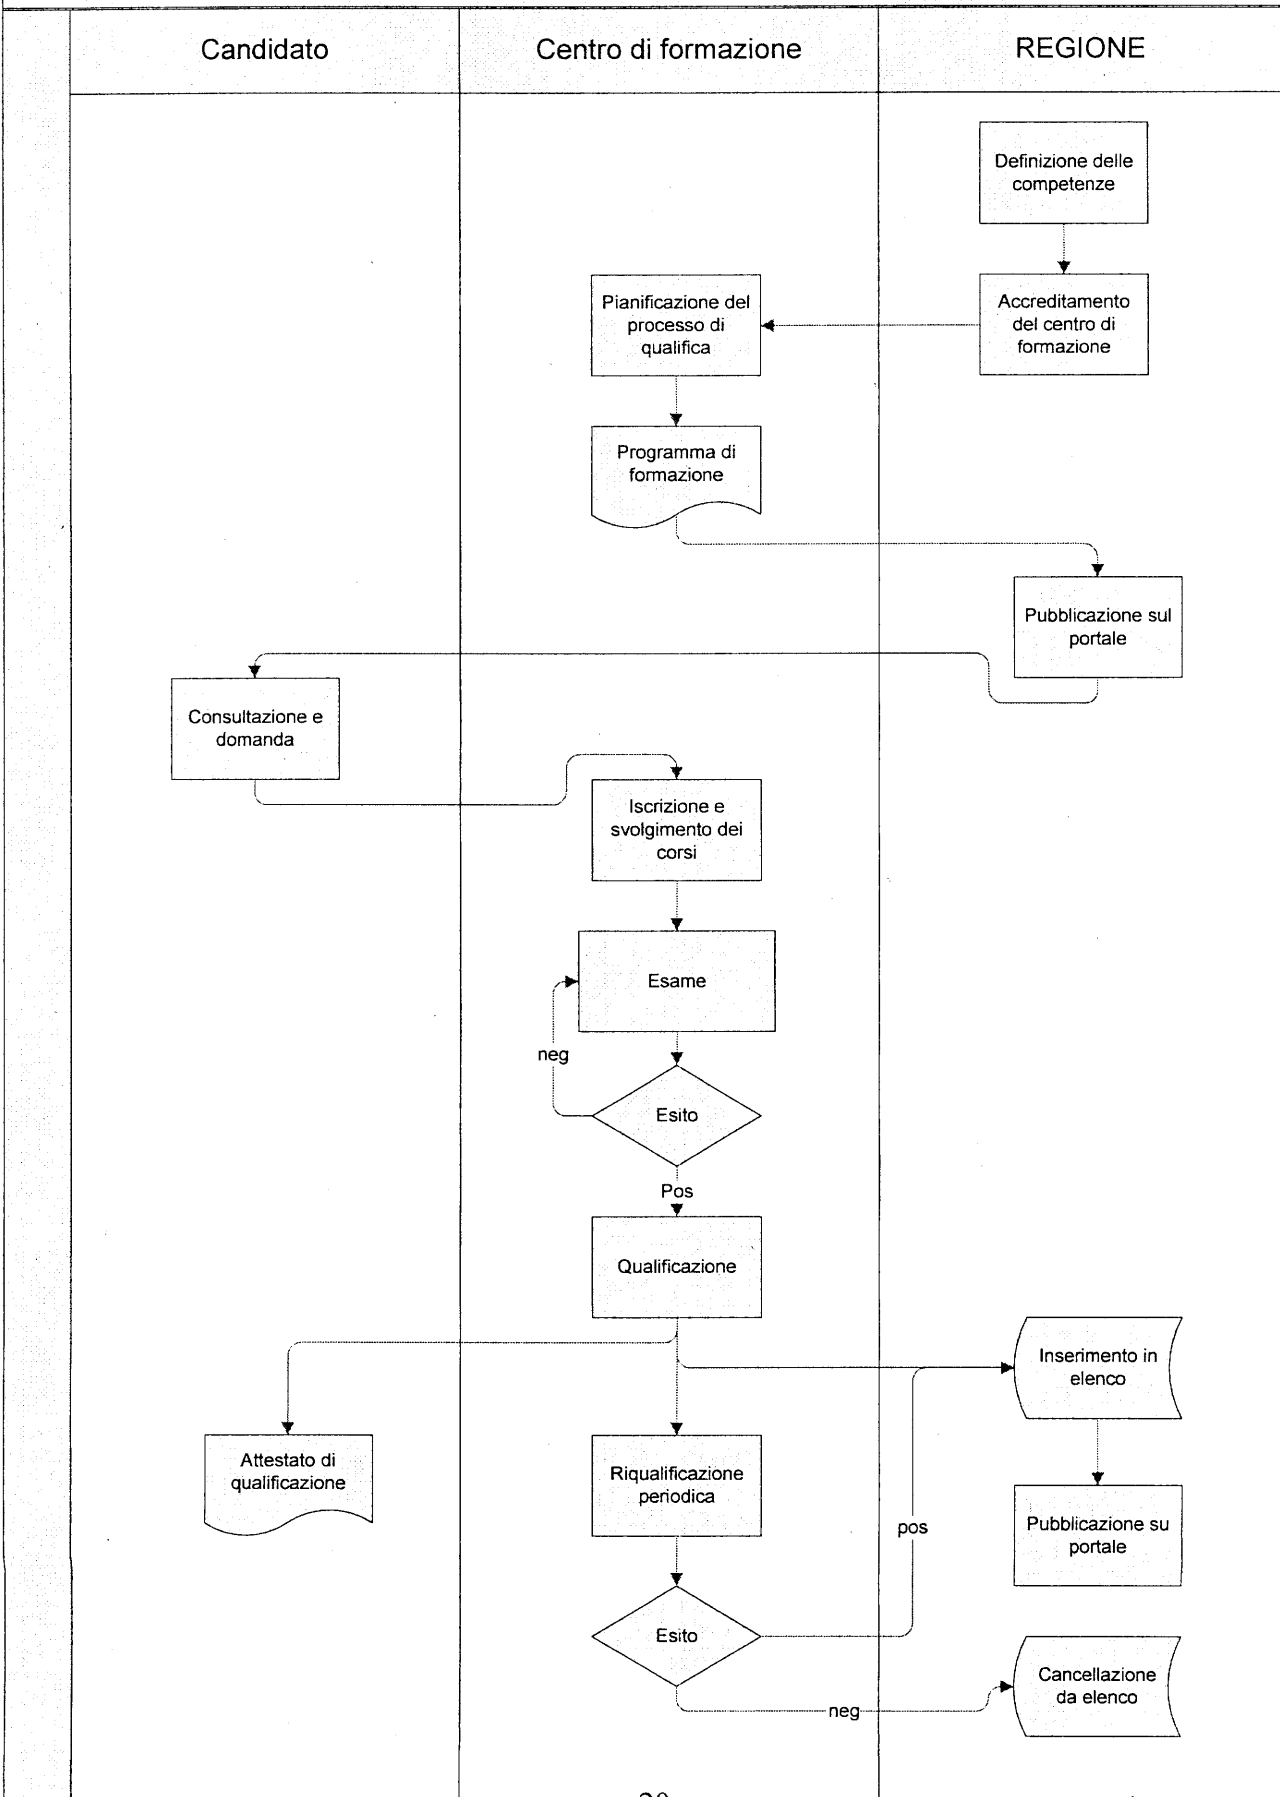 Candidato
Centro di formazione
REGIONE
Definizione delle
competenze
Pianificazione del
processo di
qualifica
Accreditamento
del centro di
formazione
Programma di
formazione
Pubblicazione sul
portale
Consultazione e
domanda
Iscrizione e
svolgimento dei
corsi
Esame
neg
Esito
Pos
Qualificazione
Inserimento in
elenco
Attestato di
qualificazione
Riqualificazione
periodica
pos
Pubblicazione su
portale
Esito
Cancellazione
da elenco
neg